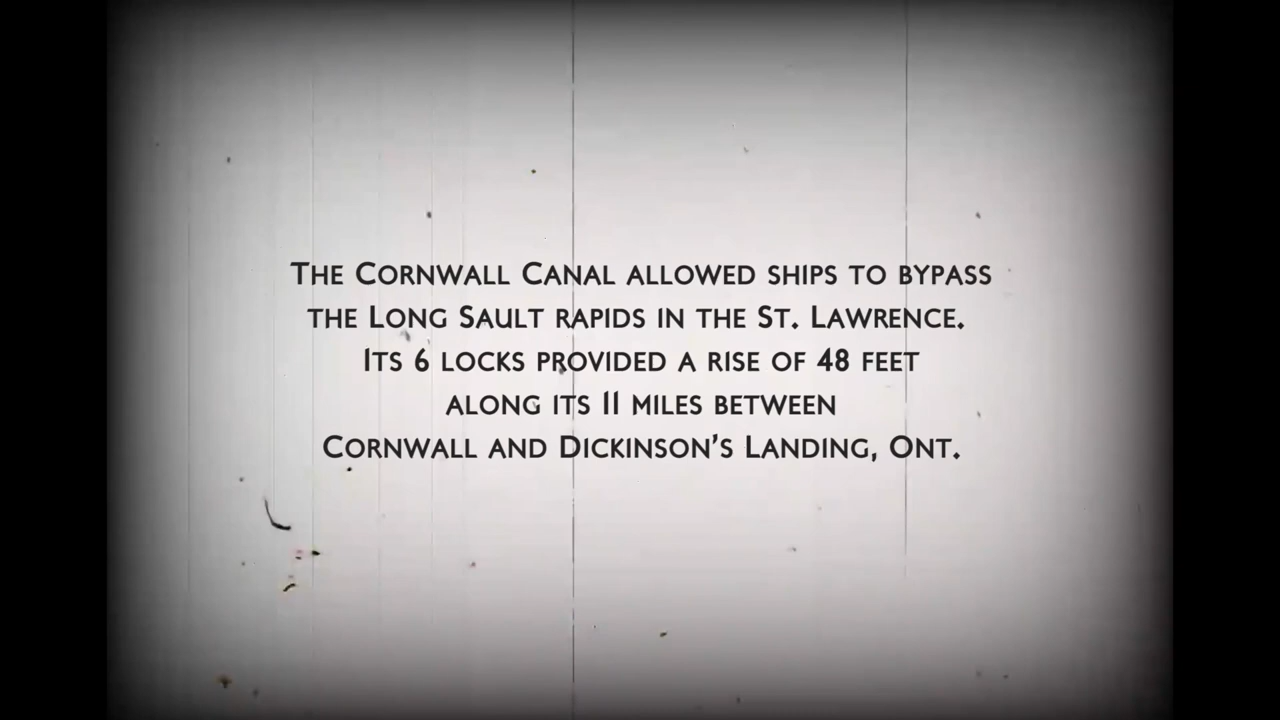 The Cornwall Canal allowed ships to bypass
the Long Sault rapids in the St. Lawrence.
Its 6 locks provided a rise of 48 feet
along its 11 miles between
Cornwall and Dickinson's Landing, Ont.